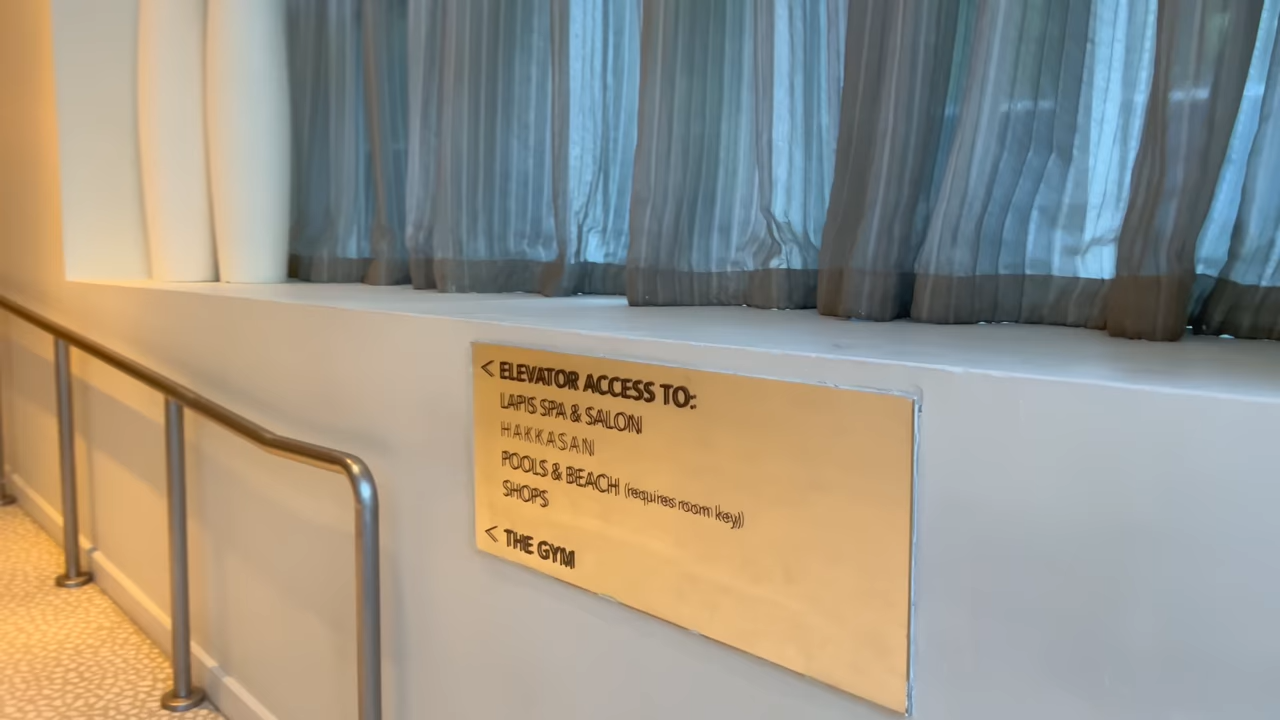 < ELEVATOR ACCESS TO:
LAPIS SPA & SALON
HAKKASAN
POOLS & BEACH (requires room key)
SHOPS
< THE GYM